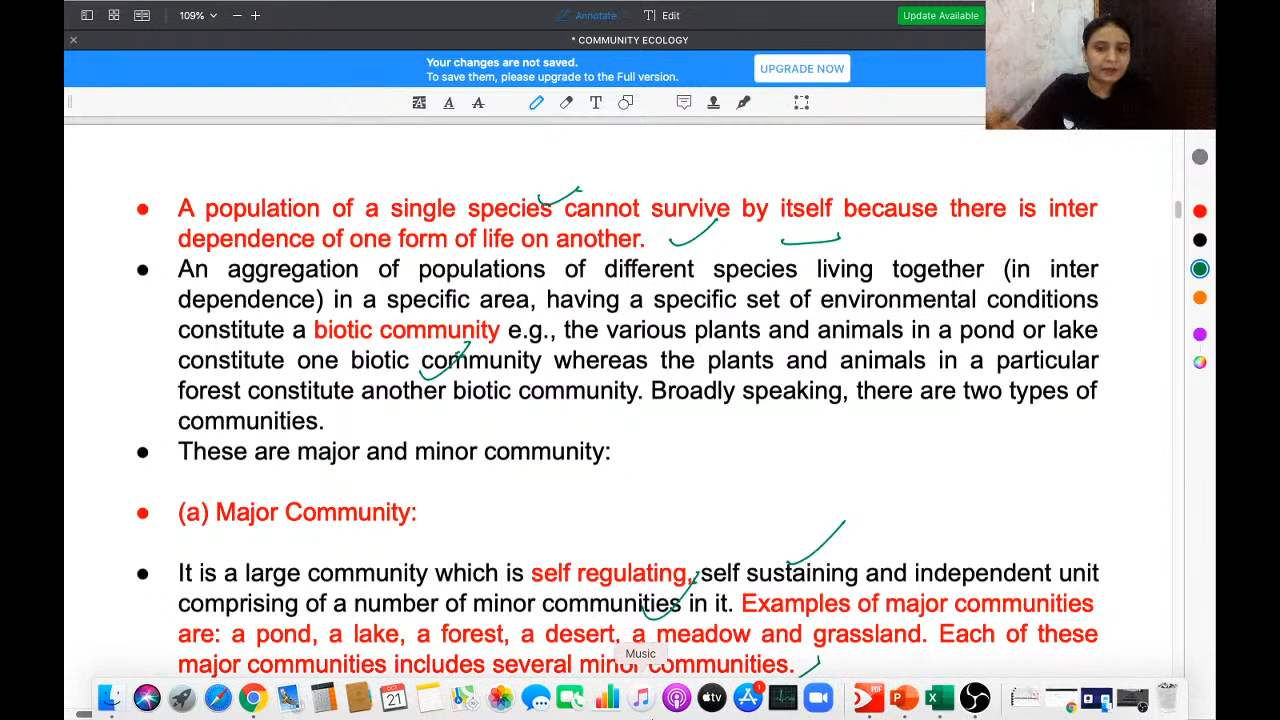 109%
Annotate
Edit
Update Available
* COMMUNITY ECOLOGY
Your changes are not saved.
To save them, please upgrade to the Full version.
UPGRADE NOW
A population of a single species cannot survive by itself because there is inter
dependence of one form of life on another.
An aggregation of populations of different species living together (in inter
dependence) in a specific area, having a specific set of environmental conditions
constitute a biotic community e.g., the various plants and animals in a pond or lake
constitute one biotic community whereas the plants and animals in a particular
forest constitute another biotic community. Broadly speaking, there are two types of
communities.
These are major and minor community:
(a) Major Community:
It is a large community which is self regulating, self sustaining and independent unit
comprising of a number of minor communities in it. Examples of major communities
are: a pond, a lake, a forest, a desert, a meadow and grassland. Each of these
major communities includes several minor communities.
Music
OCT
21
tv
1
PDF